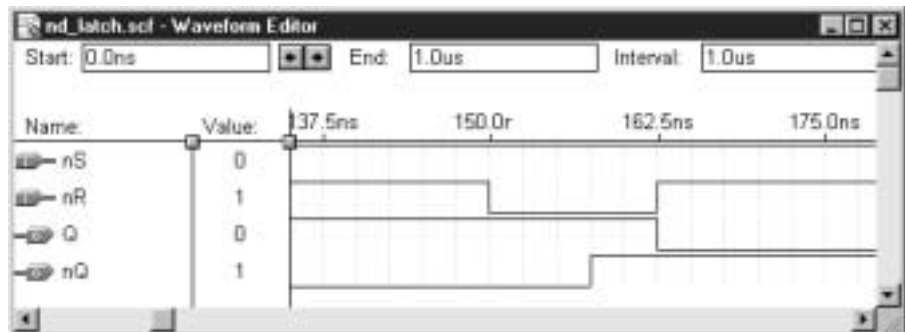 nd_latch.scf - Waveform Editor
Start: 0.0ns End: 1.0us Interval: 1.0us
Name: Value: 137.5ns 150.0r 162.5ns 175.0ns
nS 0
nR 1
Q 0
nQ 1